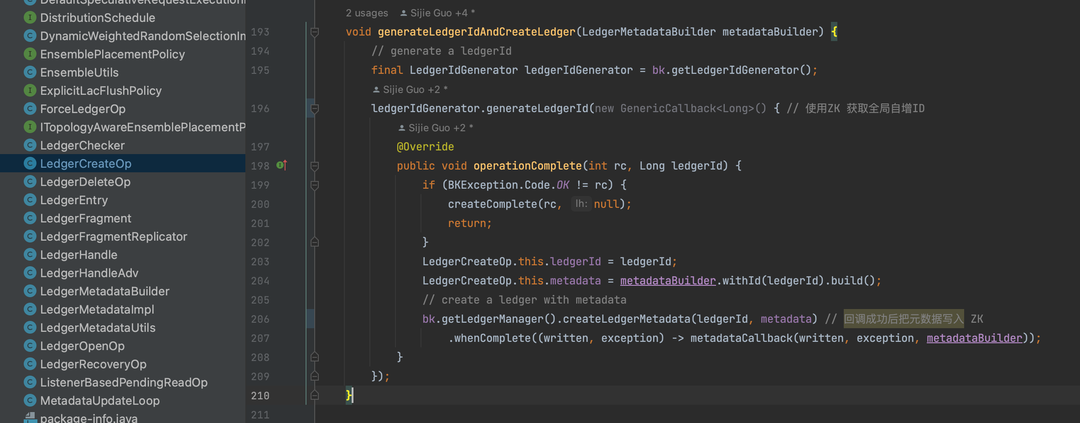 DefaultSpeculativeRequestExecution
DistributionSchedule
DynamicWeightedRandomSelectionIm
EnsemblePlacementPolicy
EnsembleUtils
ExplicitLacFlushPolicy
ForceLedgerOp
ITopologyAwareEnsemblePlacementP
LedgerChecker
LedgerCreateOp
LedgerDeleteOp
LedgerEntry
LedgerFragment
LedgerFragmentReplicator
LedgerHandle
LedgerHandleAdv
LedgerMetadataBuilder
LedgerMetadataImpl
LedgerMetadataUtils
LedgerOpenOp
LedgerRecoveryOp
ListenerBasedPendingReadOp
MetadataUpdateLoop
package-info.java
2 usages Sijie Guo +4 *
193 void generateLedgerIdAndCreateLedger(LedgerMetadataBuilder metadataBuilder) {
194 // generate a ledgerId
195 final LedgerIdGenerator ledgerIdGenerator = bk.getLedgerIdGenerator();
Sijie Guo +2 *
196 ledgerIdGenerator.generateLedgerId(new GenericCallback<Long>() { // 使用ZK 获取全局自增ID
Sijie Guo +2 *
197 @Override
198 public void operationComplete(int rc, Long ledgerId) {
199 if (BKException.Code.OK != rc) {
200 createComplete(rc, lh: null);
201 return;
202 }
203 LedgerCreateOp.this.ledgerId = ledgerId;
204 LedgerCreateOp.this.metadata = metadataBuilder.withId(ledgerId).build();
205 // create a ledger with metadata
206 bk.getLedgerManager().createLedgerMetadata(ledgerId, metadata) // 回调成功后把元数据写入 ZK
207 .whenComplete((written, exception) -> metadataCallback(written, exception, metadataBuilder));
208 }
209 });
210 }
211